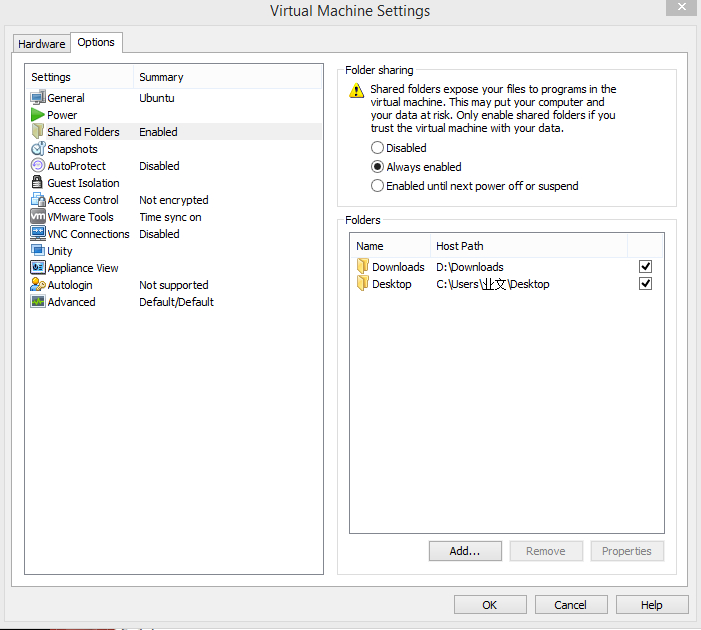 Virtual Machine Settings
Hardware
Options
Settings Summary
General Ubuntu
Power
Shared Folders Enabled
Snapshots
AutoProtect Disabled
Guest Isolation
Access Control Not encrypted
vm VMware Tools Time sync on
VNC Connections Disabled
Unity
Appliance View
Autologin Not supported
Advanced Default/Default
Folder sharing
Shared folders expose your files to programs in the
virtual machine. This may put your computer and
your data at risk. Only enable shared folders if you
trust the virtual machine with your data.
Disabled
Always enabled
Enabled until next power off or suspend
Folders
Name Host Path
Downloads D:\Downloads
Desktop C:\Users\业文\Desktop
Add... Remove Properties
OK Cancel Help